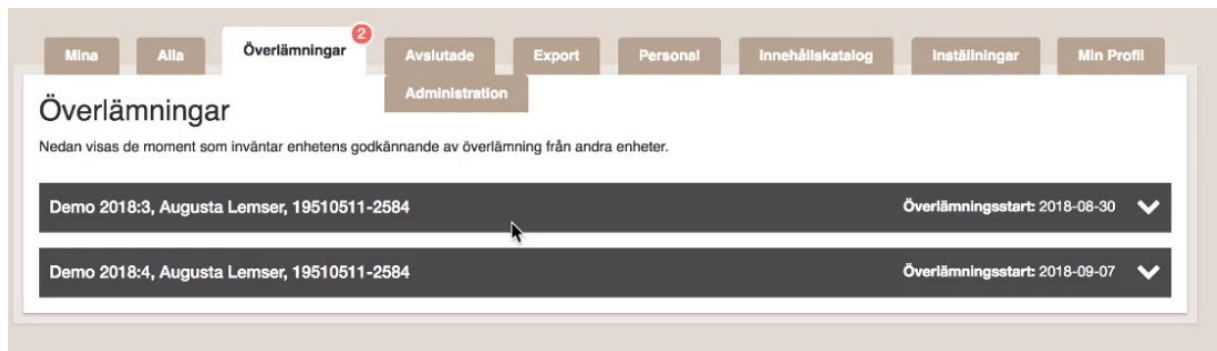 Mina Alla Överlämningar 2 Avslutade Export Personal Innehållskatalog Inställningar Min Profil
Administration
Överlämningar
Nedan visas de moment som inväntar enhetens godkännande av överlämning från andra enheter.
Demo 2018:3, Augusta Lemser, 19510511-2584 Överlämningsstart: 2018-08-30
Demo 2018:4, Augusta Lemser, 19510511-2584 Överlämningsstart: 2018-09-07